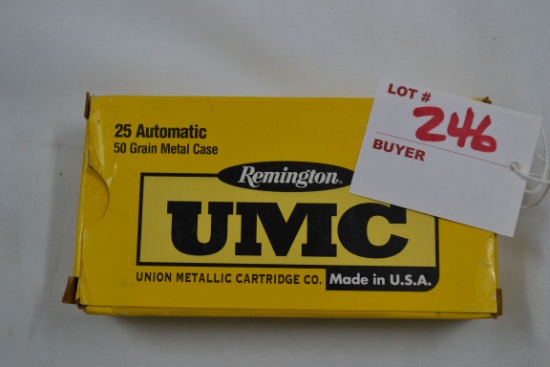 25 Automatic
50 Grain Metal Case
Remington
UMC
UNION METALLIC CARTRIDGE CO.
Made in U.S.A.
LOT # 246
BUYER